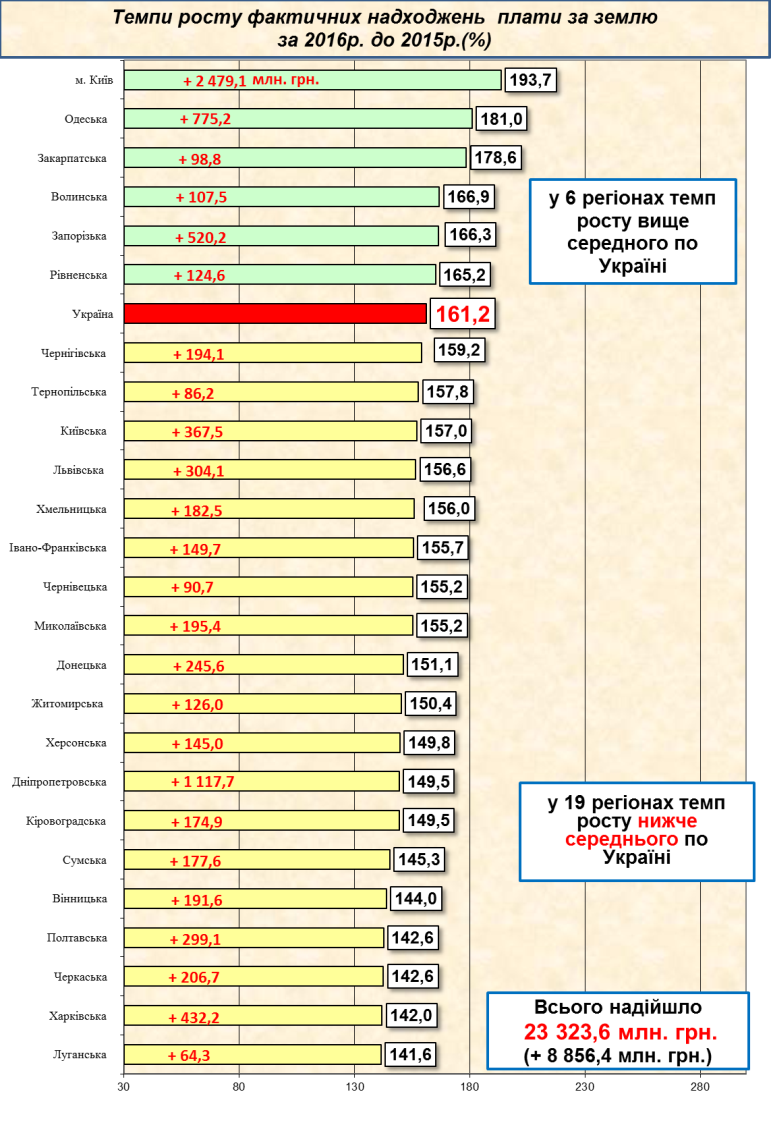 Темпи росту фактичних надходжень плати за землю
за 2016р. до 2015р.(%)
м. Київ + 2 479,1 млн. грн. 193,7
Одеська + 775,2 181,0
Закарпатська + 98,8 178,6
Волинська + 107,5 166,9
Запорізька + 520,2 166,3
Рівненська + 124,6 165,2
у 6 регіонах темп
росту вище
середного по
Україні
Україна 161,2
Чернігівська + 194,1 159,2
Тернопільська + 86,2 157,8
Київська + 367,5 157,0
Львівська + 304,1 156,6
Хмельницька + 182,5 156,0
Івано-Франківська + 149,7 155,7
Чернівецька + 90,7 155,2
Миколаївська + 195,4 155,2
Донецька + 245,6 151,1
Житомирська + 126,0 150,4
Херсонська + 145,0 149,8
Дніпропетровська + 1 117,7 149,5
Кіровоградська + 174,9 149,5
у 19 регіонах темп
росту нижче
середнього по
Україні
Сумська + 177,6 145,3
Вінницька + 191,6 144,0
Полтавська + 299,1 142,6
Черкаська + 206,7 142,6
Харківська + 432,2 142,0
Луганська + 64,3 141,6
Всього надійшло
23 323,6 млн. грн.
(+ 8 856,4 млн. грн.)
30 80 130 180 230 280